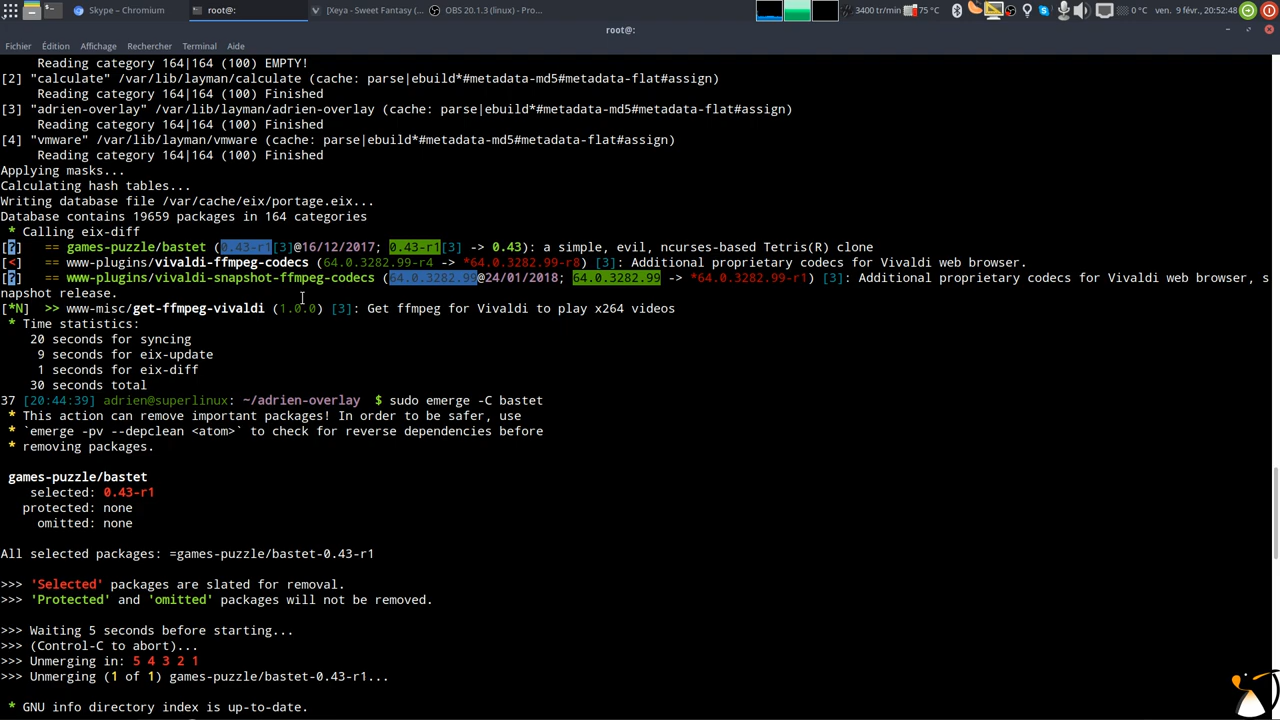 Skype – Chromium
root@:
[Xeya - Sweet Fantasy (...
OBS 20.1.3 (linux) - Pro...
3400 tr/min
75 °C
0 °C
ven. 9 févr., 20:52:48
root@:
Fichier Édition Affichage Rechercher Terminal Aide
Reading category 164|164 (100) EMPTY!
[2] "calculate" /var/lib/layman/calculate (cache: parse|ebuild*#metadata-md5#metadata-flat#assign)
Reading category 164|164 (100) Finished
[3] "adrien-overlay" /var/lib/layman/adrien-overlay (cache: parse|ebuild*#metadata-md5#metadata-flat#assign)
Reading category 164|164 (100) Finished
[4] "vmware" /var/lib/layman/vmware (cache: parse|ebuild*#metadata-md5#metadata-flat#assign)
Reading category 164|164 (100) Finished
Applying masks...
Calculating hash tables...
Writing database file /var/cache/eix/portage.eix...
Database contains 19659 packages in 164 categories
* Calling eix-diff
[?] == games-puzzle/bastet (0.43-r1[3]@16/12/2017; 0.43-r1[3] -> 0.43): a simple, evil, ncurses-based Tetris(R) clone
[<] == www-plugins/vivaldi-ffmpeg-codecs (64.0.3282.99-r4 -> *64.0.3282.99-r8) [3]: Additional proprietary codecs for Vivaldi web browser.
[?] == www-plugins/vivaldi-snapshot-ffmpeg-codecs (64.0.3282.99@24/01/2018; 64.0.3282.99 -> *64.0.3282.99-r1) [3]: Additional proprietary codecs for Vivaldi web browser, s
napshot release.
[*N] >> www-misc/get-ffmpeg-vivaldi (1.0.0) [3]: Get ffmpeg for Vivaldi to play x264 videos
* Time statistics:
20 seconds for syncing
9 seconds for eix-update
1 seconds for eix-diff
30 seconds total
37 [20:44:39] adrien@superlinux: ~/adrien-overlay $ sudo emerge -C bastet
* This action can remove important packages! In order to be safer, use
* `emerge -pv --depclean <atom>` to check for reverse dependencies before
* removing packages.
games-puzzle/bastet
selected: 0.43-r1
protected: none
omitted: none
All selected packages: =games-puzzle/bastet-0.43-r1
>>> 'Selected' packages are slated for removal.
>>> 'Protected' and 'omitted' packages will not be removed.
>>> Waiting 5 seconds before starting...
>>> (Control-C to abort)...
>>> Unmerging in: 5 4 3 2 1
>>> Unmerging (1 of 1) games-puzzle/bastet-0.43-r1...
* GNU info directory index is up-to-date.